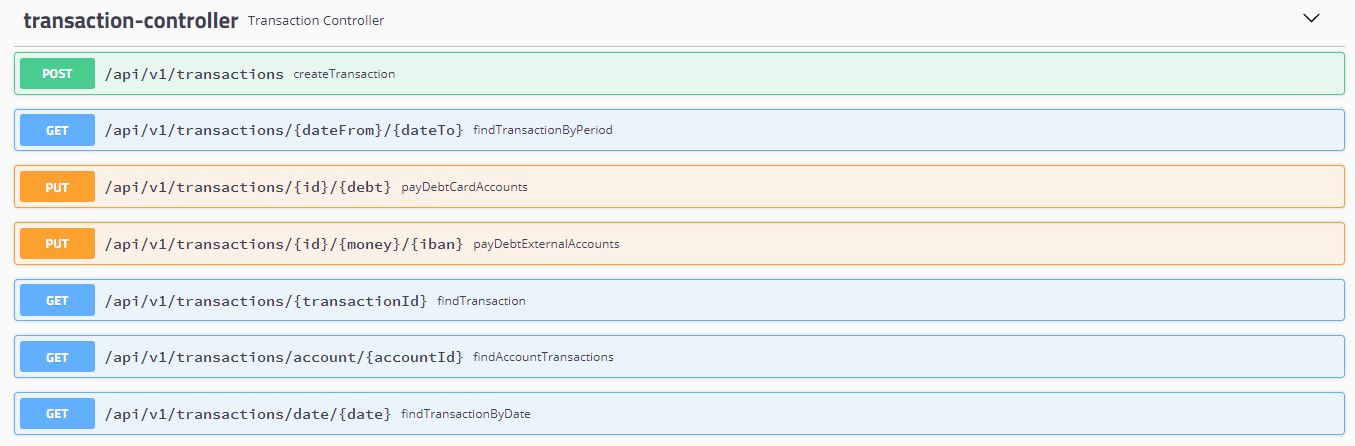 transaction-controller Transaction Controller
POST /api/v1/transactions createTransaction
GET /api/v1/transactions/{dateFrom}/{dateTo} findTransactionByPeriod
PUT /api/v1/transactions/{id}/{debt} payDebtCardAccounts
PUT /api/v1/transactions/{id}/{money}/{iban} payDebtExternalAccounts
GET /api/v1/transactions/{transactionId} findTransaction
GET /api/v1/transactions/account/{accountId} findAccountTransactions
GET /api/v1/transactions/date/{date} findTransactionByDate